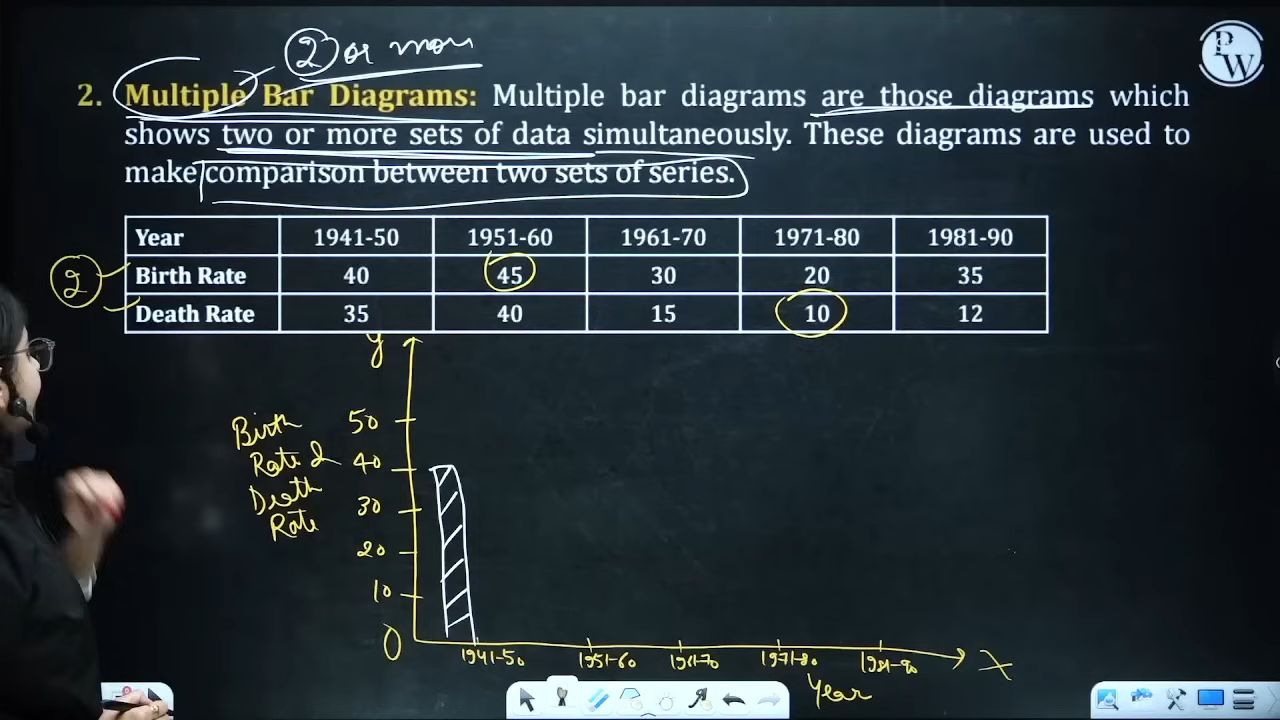 ② or more
PW
2. Multiple Bar Diagrams: Multiple bar diagrams are those diagrams which
shows two or more sets of data simultaneously. These diagrams are used to
make comparison between two sets of series.
Year 1941-50 1951-60 1961-70 1971-80 1981-90
② Birth Rate 40 45 30 20 35
Death Rate 35 40 15 10 12
y
Birth 50
Rate & 40
Death 30
Rate
20
10
0
1941-50 1951-60 1961-70 1971-80 1981-90 X
Year